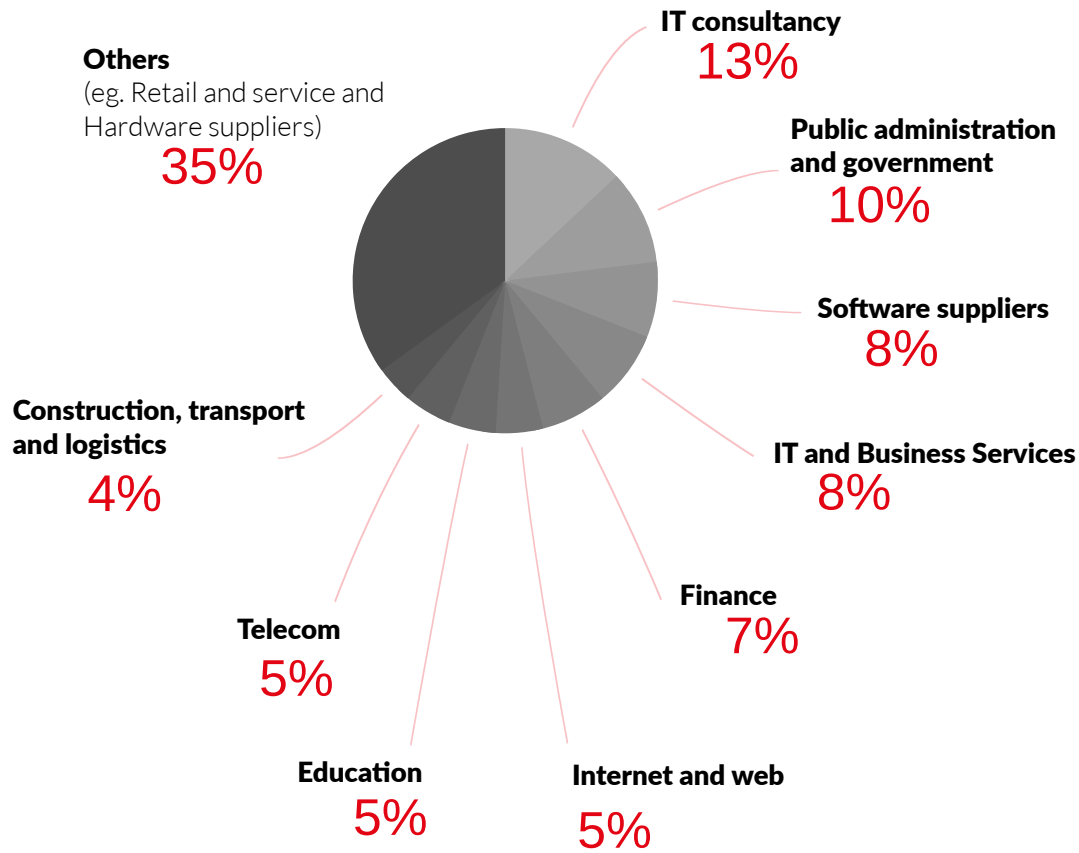 IT consultancy
13%
Public administration
and government
10%
Software suppliers
8%
IT and Business Services
8%
Finance
7%
Internet and web
5%
Education
5%
Telecom
5%
Construction, transport
and logistics
4%
Others
(eg. Retail and service and
Hardware suppliers)
35%